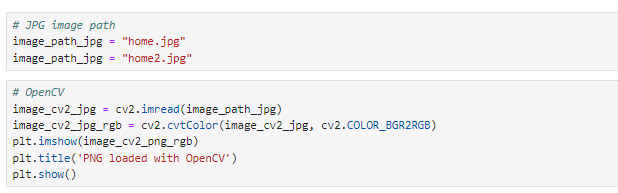 # JPG image path
image_path_jpg = "home.jpg"
image_path_jpg = "home2.jpg"
# OpenCV
image_cv2_jpg = cv2.imread(image_path_jpg)
image_cv2_jpg_rgb = cv2.cvtColor(image_cv2_jpg, cv2.COLOR_BGR2RGB)
plt.imshow(image_cv2_png_rgb)
plt.title('PNG loaded with OpenCV')
plt.show()